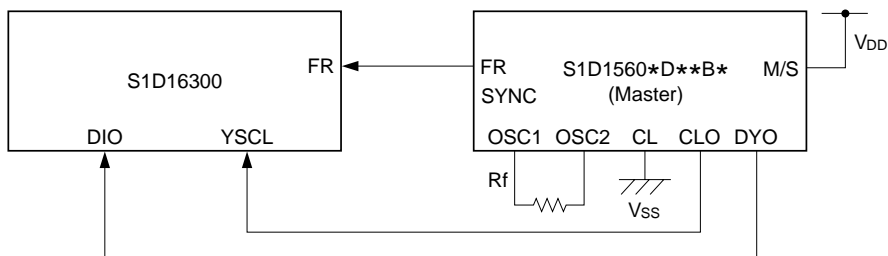 S1D16300
FR
DIO
YSCL
FR
SYNC
S1D1560*D**B*
(Master)
M/S
VDD
OSC1
OSC2
CL
CLO
DYO
Rf
VSS